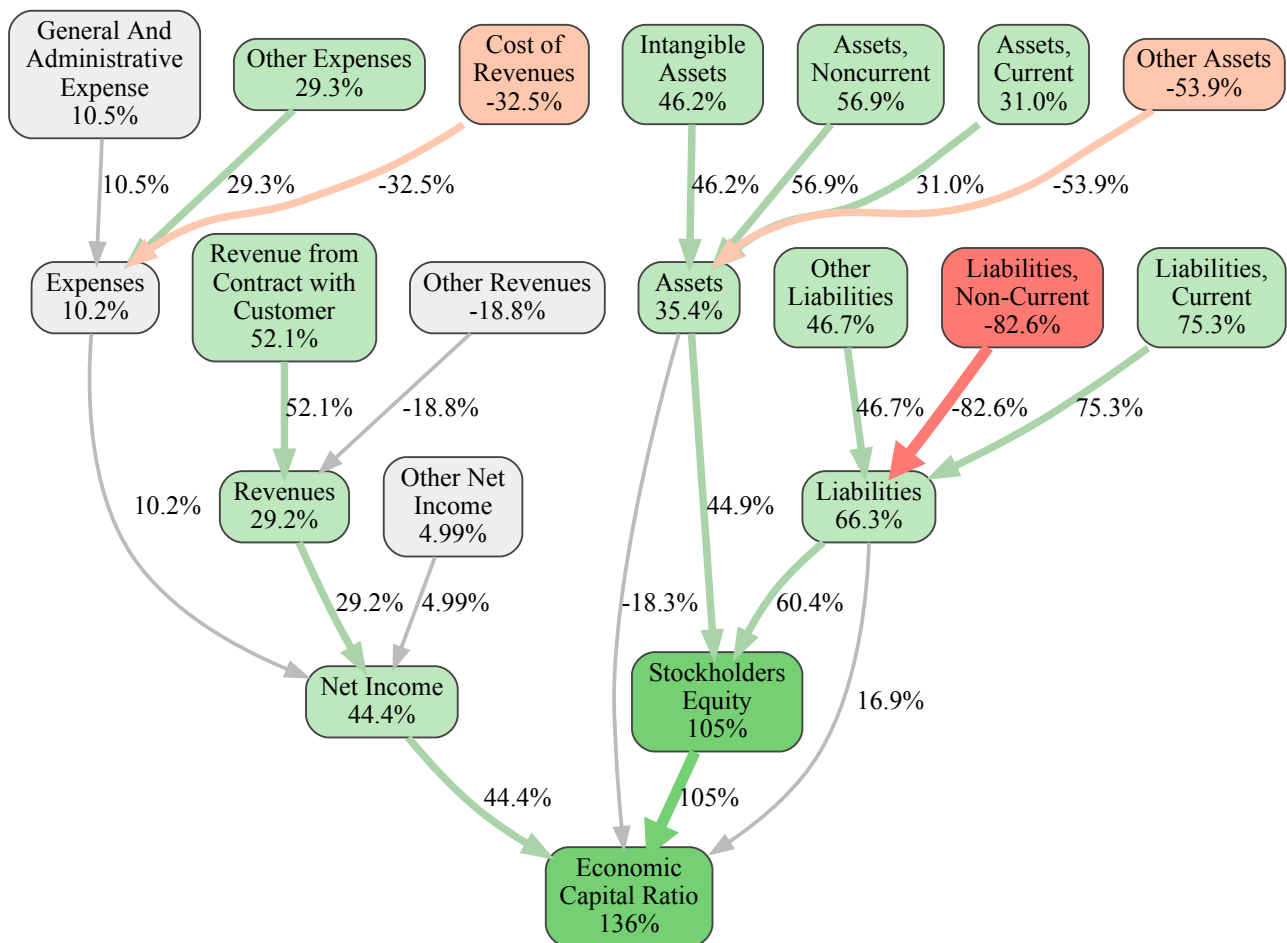 General And
Administrative
Expense
10.5%
Other Expenses
29.3%
Cost of
Revenues
-32.5%
Intangible
Assets
46.2%
Assets,
Noncurrent
56.9%
Assets,
Current
31.0%
Other Assets
-53.9%
10.5%
29.3%
-32.5%
46.2%
56.9%
31.0%
-53.9%
Expenses
10.2%
Revenue from
Contract with
Customer
52.1%
Other Revenues
-18.8%
Assets
35.4%
Other
Liabilities
46.7%
Liabilities,
Non-Current
-82.6%
Liabilities,
Current
75.3%
52.1%
-18.8%
46.7%
-82.6%
75.3%
10.2%
Revenues
29.2%
Other Net
Income
4.99%
44.9%
Liabilities
66.3%
29.2%
4.99%
-18.3%
60.4%
Net Income
44.4%
Stockholders
Equity
105%
16.9%
44.4%
105%
Economic
Capital Ratio
136%